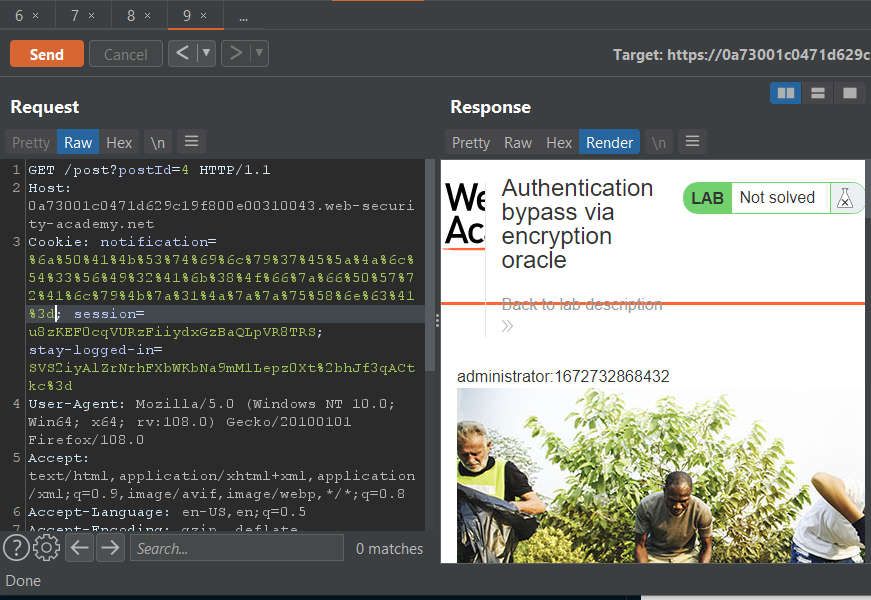 6 × 7 × 8 × 9 × ...
Send Cancel < > Target: https://0a73001c0471d629c
Request
Response
Pretty Raw Hex \n
Pretty Raw Hex Render \n
1 GET /post?postId=4 HTTP/1.1
2 Host:
0a73001c0471d629c19f800e00310043.web-securi
ty-academy.net
3 Cookie: notification=
%6a%50%41%4b%53%74%69%6c%79%37%45%5a%4a%6c%
54%33%56%49%32%41%6b%38%4f%66%7a%66%50%57%7
2%41%6c%79%4b%7a%31%4a%7a%7a%75%58%6e%63%41
%3d; session=
u8zKEF0cqVURzFiiydxGzBaQLpVR8TRS;
stay-logged-in=
SVS2iyAlZrNrhFXbWKbNa9mMlLepz0Xt%2bhJf3qACt
kc%3d
4 User-Agent: Mozilla/5.0 (Windows NT 10.0;
Win64; x64; rv:108.0) Gecko/20100101
Firefox/108.0
5 Accept:
text/html,application/xhtml+xml,application
/xml;q=0.9,image/avif,image/webp,*/*;q=0.8
6 Accept-Language: en-US,en;q=0.5
7 Accept-Encoding: gzip, deflate
We
Ac
Authentication
bypass via
encryption
oracle
LAB Not solved
Back to lab description
administrator:1672732868432
Search...
0 matches
Done